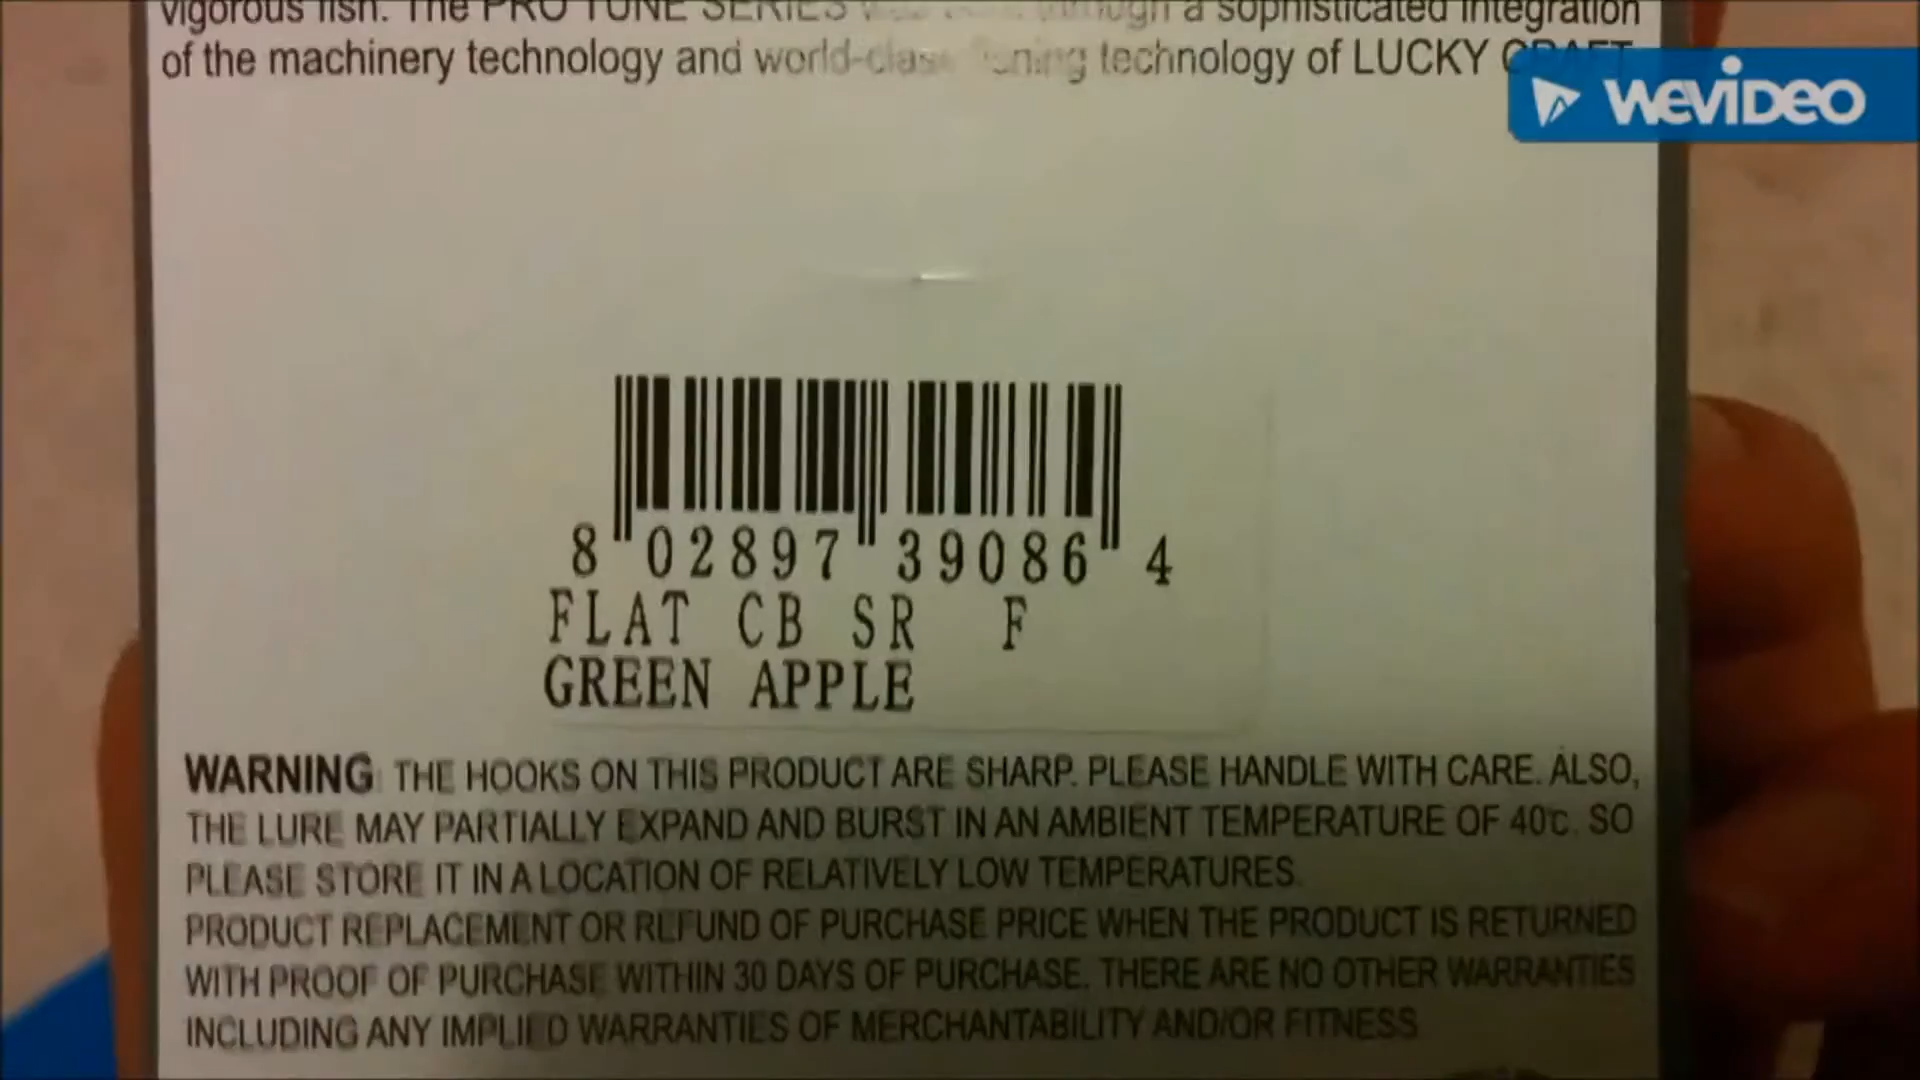 vigorous fish. The PRO TUNE SERIES through a sophisticated integration
of the machinery technology and world-class tuning technology of LUCKY CRAFT
WEVIDEO
8 02897 39086 4
FLAT CB SR F
GREEN APPLE
WARNING THE HOOKS ON THIS PRODUCT ARE SHARP. PLEASE HANDLE WITH CARE. ALSO,
THE LURE MAY PARTIALLY EXPAND AND BURST IN AN AMBIENT TEMPERATURE OF 40℃. SO
PLEASE STORE IT IN A LOCATION OF RELATIVELY LOW TEMPERATURES.
PRODUCT REPLACEMENT OR REFUND OF PURCHASE PRICE WHEN THE PRODUCT IS RETURNED
WITH PROOF OF PURCHASE WITHIN 30 DAYS OF PURCHASE. THERE ARE NO OTHER WARRANTIES
INCLUDING ANY IMPLIED WARRANTIES OF MERCHANTABILITY AND/OR FITNESS